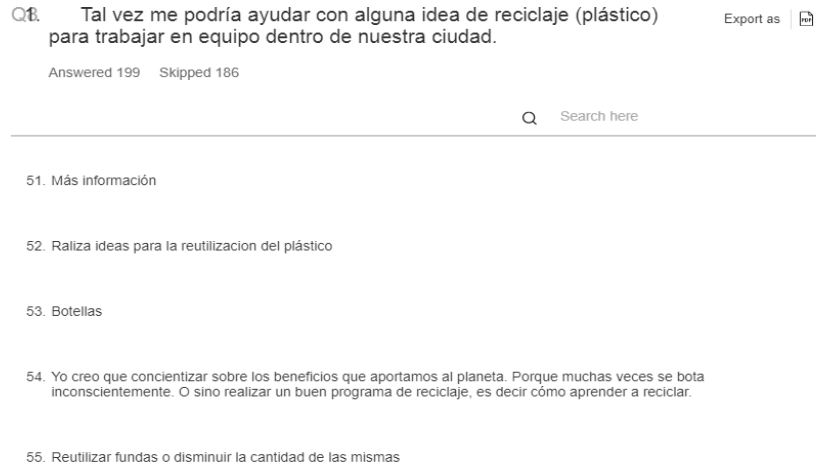 1. Tal vez me podría ayudar con alguna idea de reciclaje (plástico)
para trabajar en equipo dentro de nuestra ciudad.
Export as PDF
Answered 199 Skipped 186
Search here
51. Más información
52. Raliza ideas para la reutilizacion del plástico
53. Botellas
54. Yo creo que concientizar sobre los beneficios que aportamos al planeta. Porque muchas veces se bota
inconscientemente. O sino realizar un buen programa de reciclaje, es decir cómo aprender a reciclar.
55. Reutilizar fundas o disminuir la cantidad de las mismas